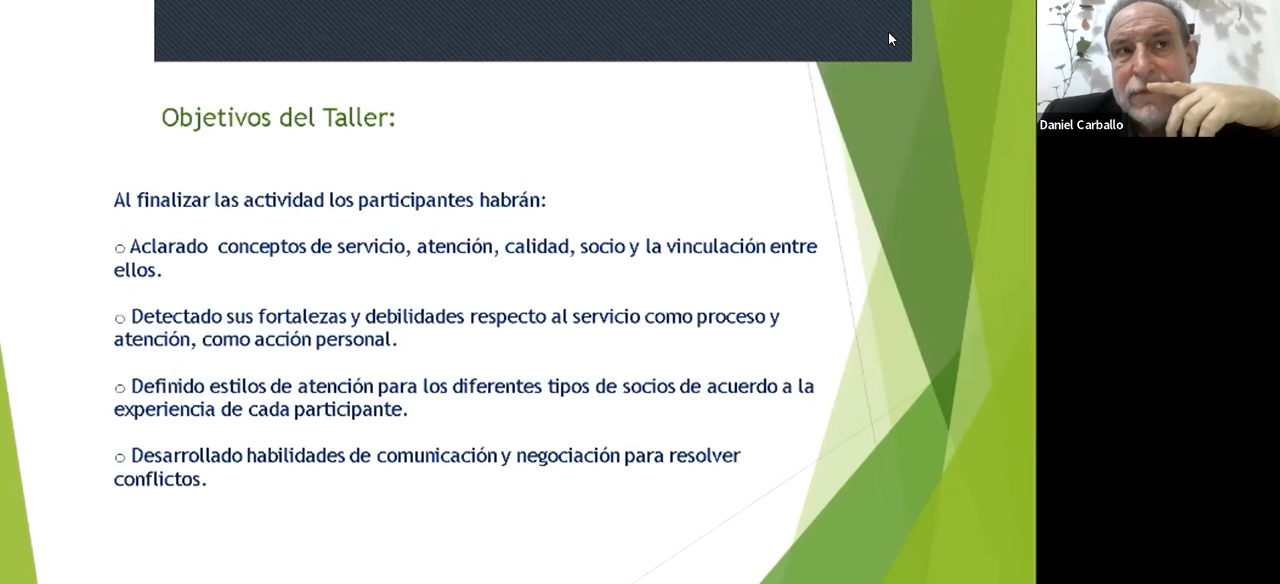 Objetivos del Taller:
Al finalizar las actividad los participantes habrán:
o Aclarado conceptos de servicio, atención, calidad, socio y la vinculación entre
ellos.
o Detectado sus fortalezas y debilidades respecto al servicio como proceso y
atención, como acción personal.
o Definido estilos de atención para los diferentes tipos de socios de acuerdo a la
experiencia de cada participante.
o Desarrollado habilidades de comunicación y negociación para resolver
conflictos.
Daniel Carballo